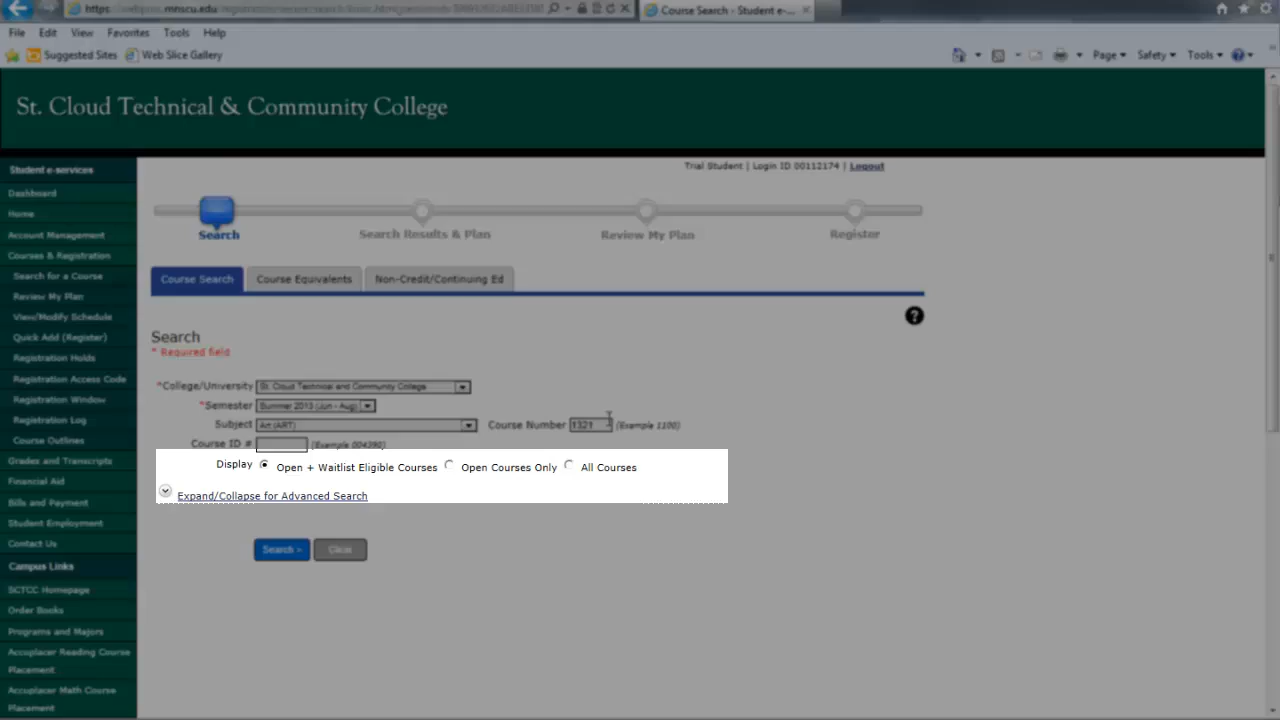 https://
mnscu.edu
Course Search - Student e-...
File Edit View Favorites Tools Help
Suggested Sites Web Slice Gallery
Page Safety Tools
St. Cloud Technical & Community College
Trial Student | Login ID 00112174 | Logout
Student e-services
Dashboard
Home
Account Management
Courses & Registration
Search for a Course
Review My Plan
View/Modify Schedule
Quick Add (Register)
Registration Holds
Registration Access Code
Registration Window
Registration Log
Course Outlines
Grades and Transcripts
Financial Aid
Bills and Payment
Student Employment
Contact Us
Campus Links
SCTCC Homepage
Order Books
Programs and Majors
Accuplacer Reading Course
Placement
Accuplacer Math Course
Placement
Search Search Results & Plan Review My Plan Register
Course Search Course Equivalents Non-Credit/Continuing Ed
?
Search
* Required field
*College/University St. Cloud Technical and Community College
*Semester Summer 2013 (Jun - Aug)
Subject Art (ART) Course Number 1321 (Example 1100)
Course ID # (Example 004390)
Display Open + Waitlist Eligible Courses Open Courses Only All Courses
Expand/Collapse for Advanced Search
Search > Clear